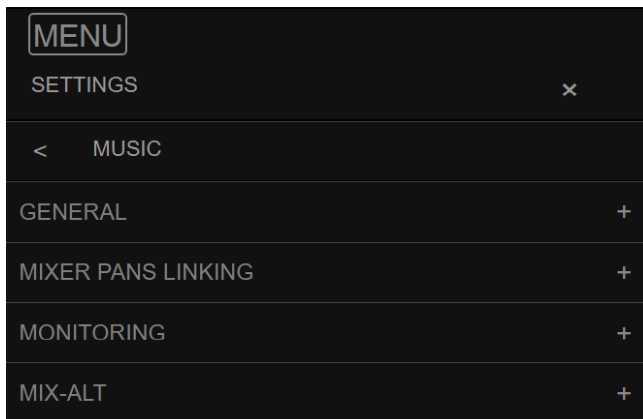 MENU
SETTINGS ×
< MUSIC
GENERAL +
MIXER PANS LINKING +
MONITORING +
MIX-ALT +